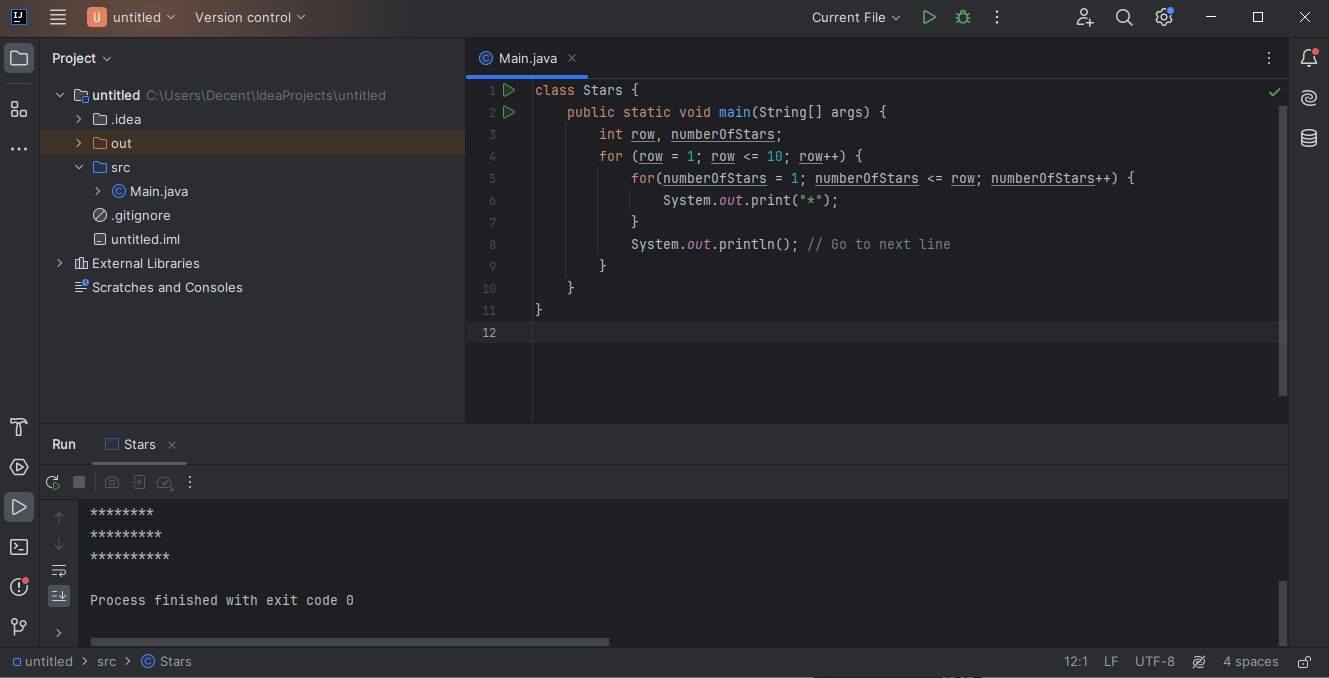 IJ
U untitled Version control Current File
Project
Main.java
untitled C:\Users\Decent\IdeaProjects\untitled
.idea
out
src
Main.java
.gitignore
untitled.iml
External Libraries
Scratches and Consoles
1 class Stars {
2     public static void main(String[] args) {
3         int row, numberOfStars;
4         for (row = 1; row <= 10; row++) {
5             for(numberOfStars = 1; numberOfStars <= row; numberOfStars++) {
6                 System.out.print("*");
7             }
8             System.out.println(); // Go to next line
9         }
10     }
11 }
12
Run Stars
********
*********
**********
Process finished with exit code 0
untitled > src > Stars 12:1 LF UTF-8 4 spaces